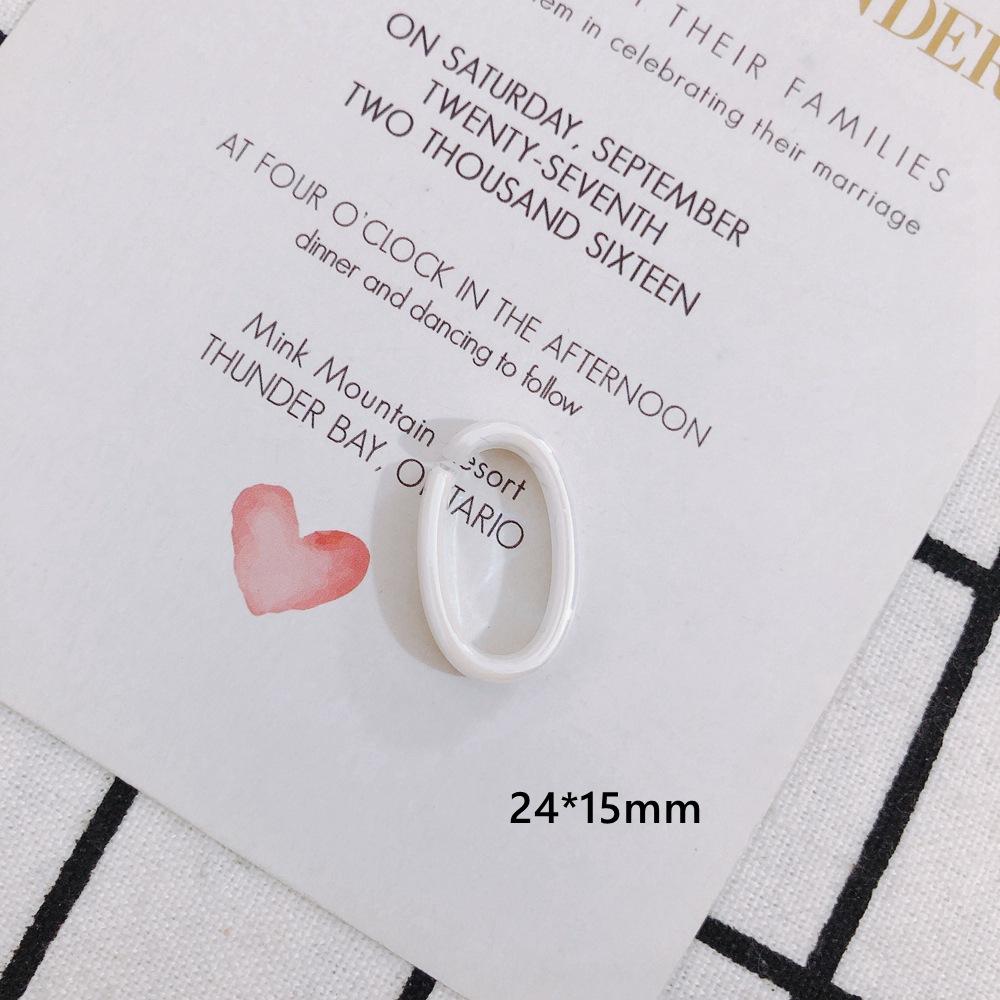 NDER
THEIR FAMILIES
in celebrating their marriage
ON SATURDAY, SEPTEMBER
TWENTY-SEVENTH
TWO THOUSAND SIXTEEN
AT FOUR O'CLOCK IN THE AFTERNOON
dinner and dancing to follow
Mink Mountain esort
THUNDER BAY, O TARIO
24*15mm